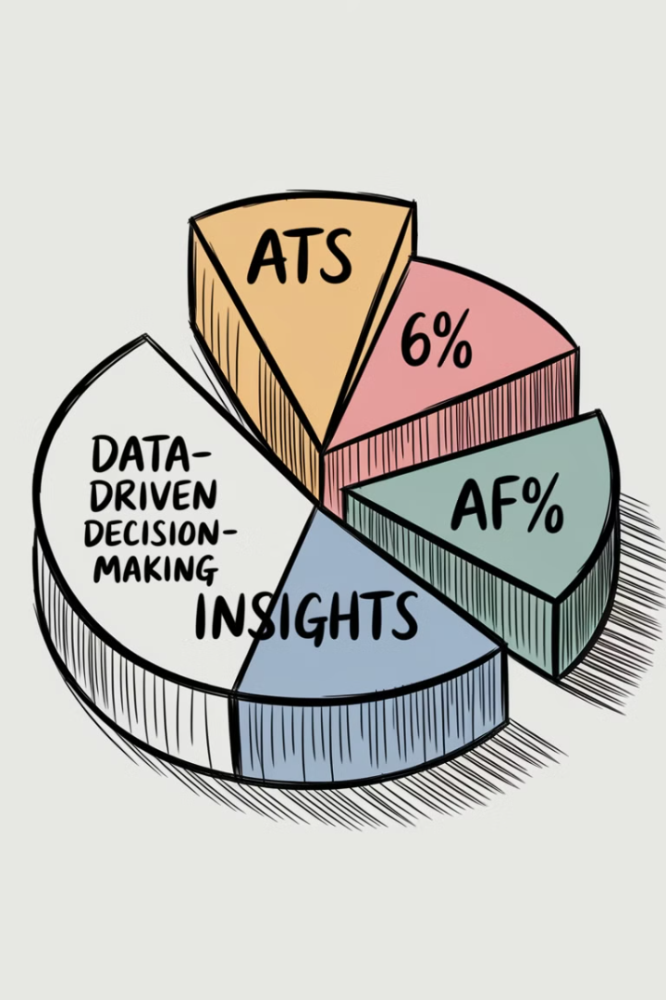 ATS
6%
AF%
DATA-
DRIVEN
DECISION-
MAKING
INSIGHTS